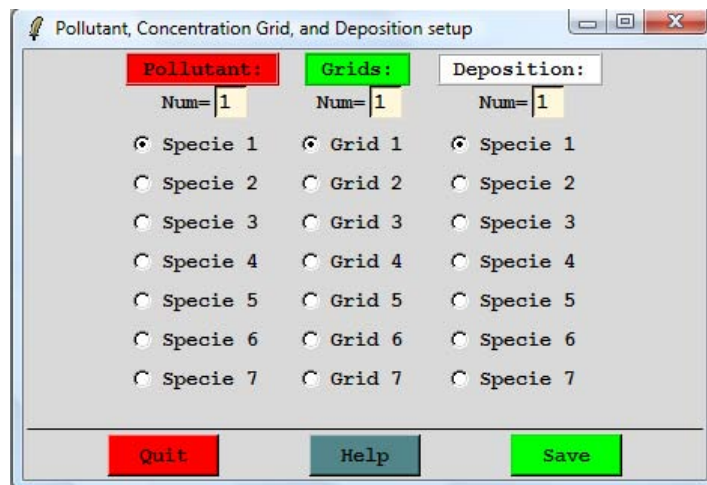 Pollutant, Concentration Grid, and Deposition setup
Pollutant: Grids: Deposition:
Num= 1 Num= 1 Num= 1
Specie 1 Grid 1 Specie 1
Specie 2 Grid 2 Specie 2
Specie 3 Grid 3 Specie 3
Specie 4 Grid 4 Specie 4
Specie 5 Grid 5 Specie 5
Specie 6 Grid 6 Specie 6
Specie 7 Grid 7 Specie 7
Quit Help Save